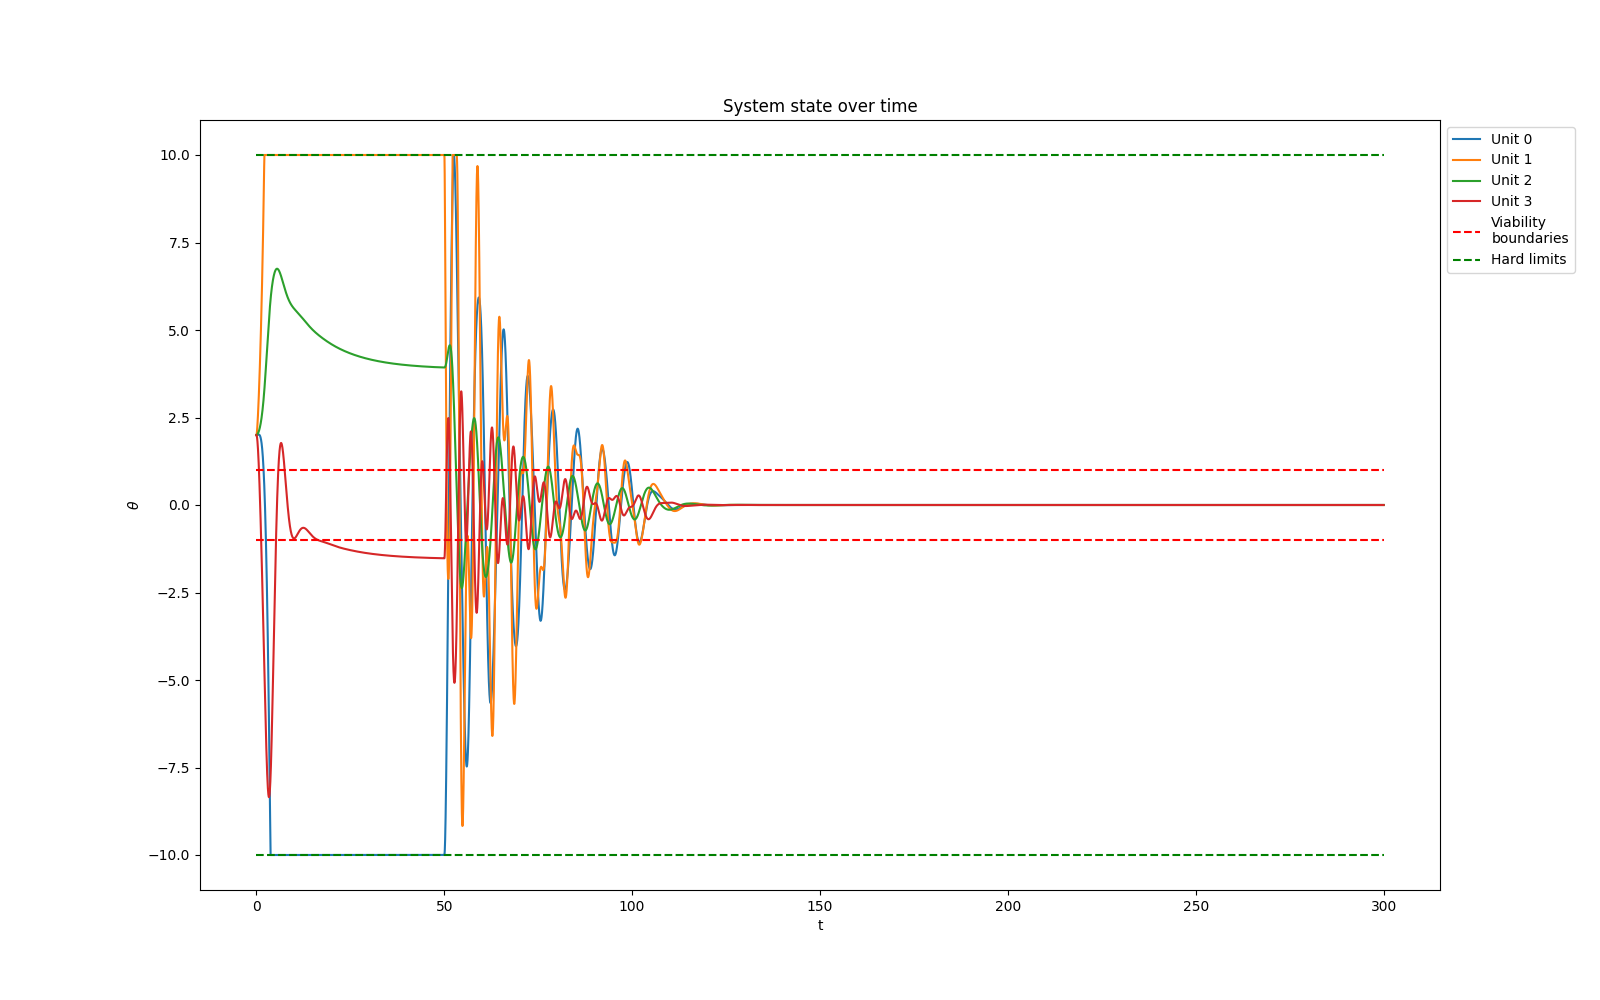 System state over time
10.0
7.5
5.0
2.5
0.0
−2.5
−5.0
−7.5
−10.0
θ
0
50
100
150
200
250
300
t
Unit 0
Unit 1
Unit 2
Unit 3
Viability
boundaries
Hard limits